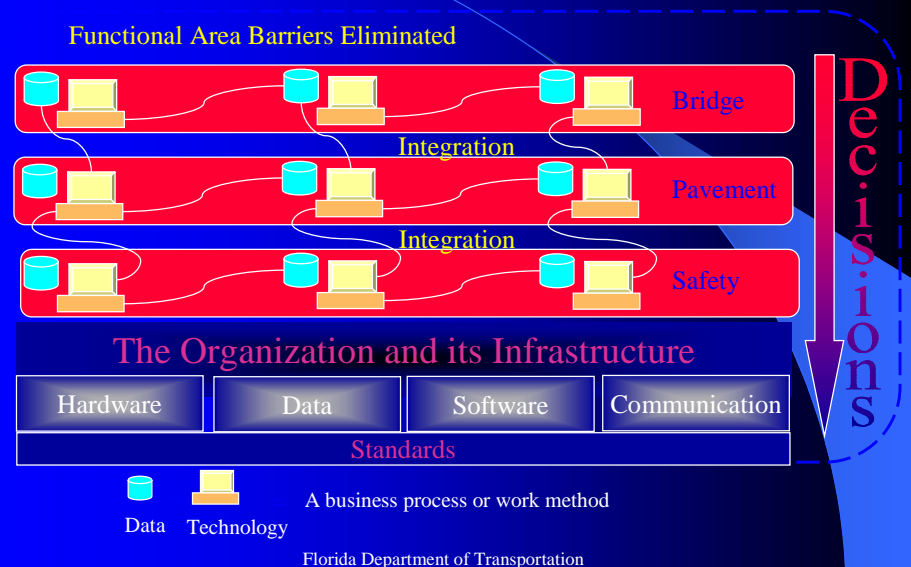 Functional Area Barriers Eliminated
Bridge
Integration
Pavement
Integration
Safety
Decisions
The Organization and its Infrastructure
Hardware
Data
Software
Communication
Standards
A business process or work method
Data
Technology
Florida Department of Transportation